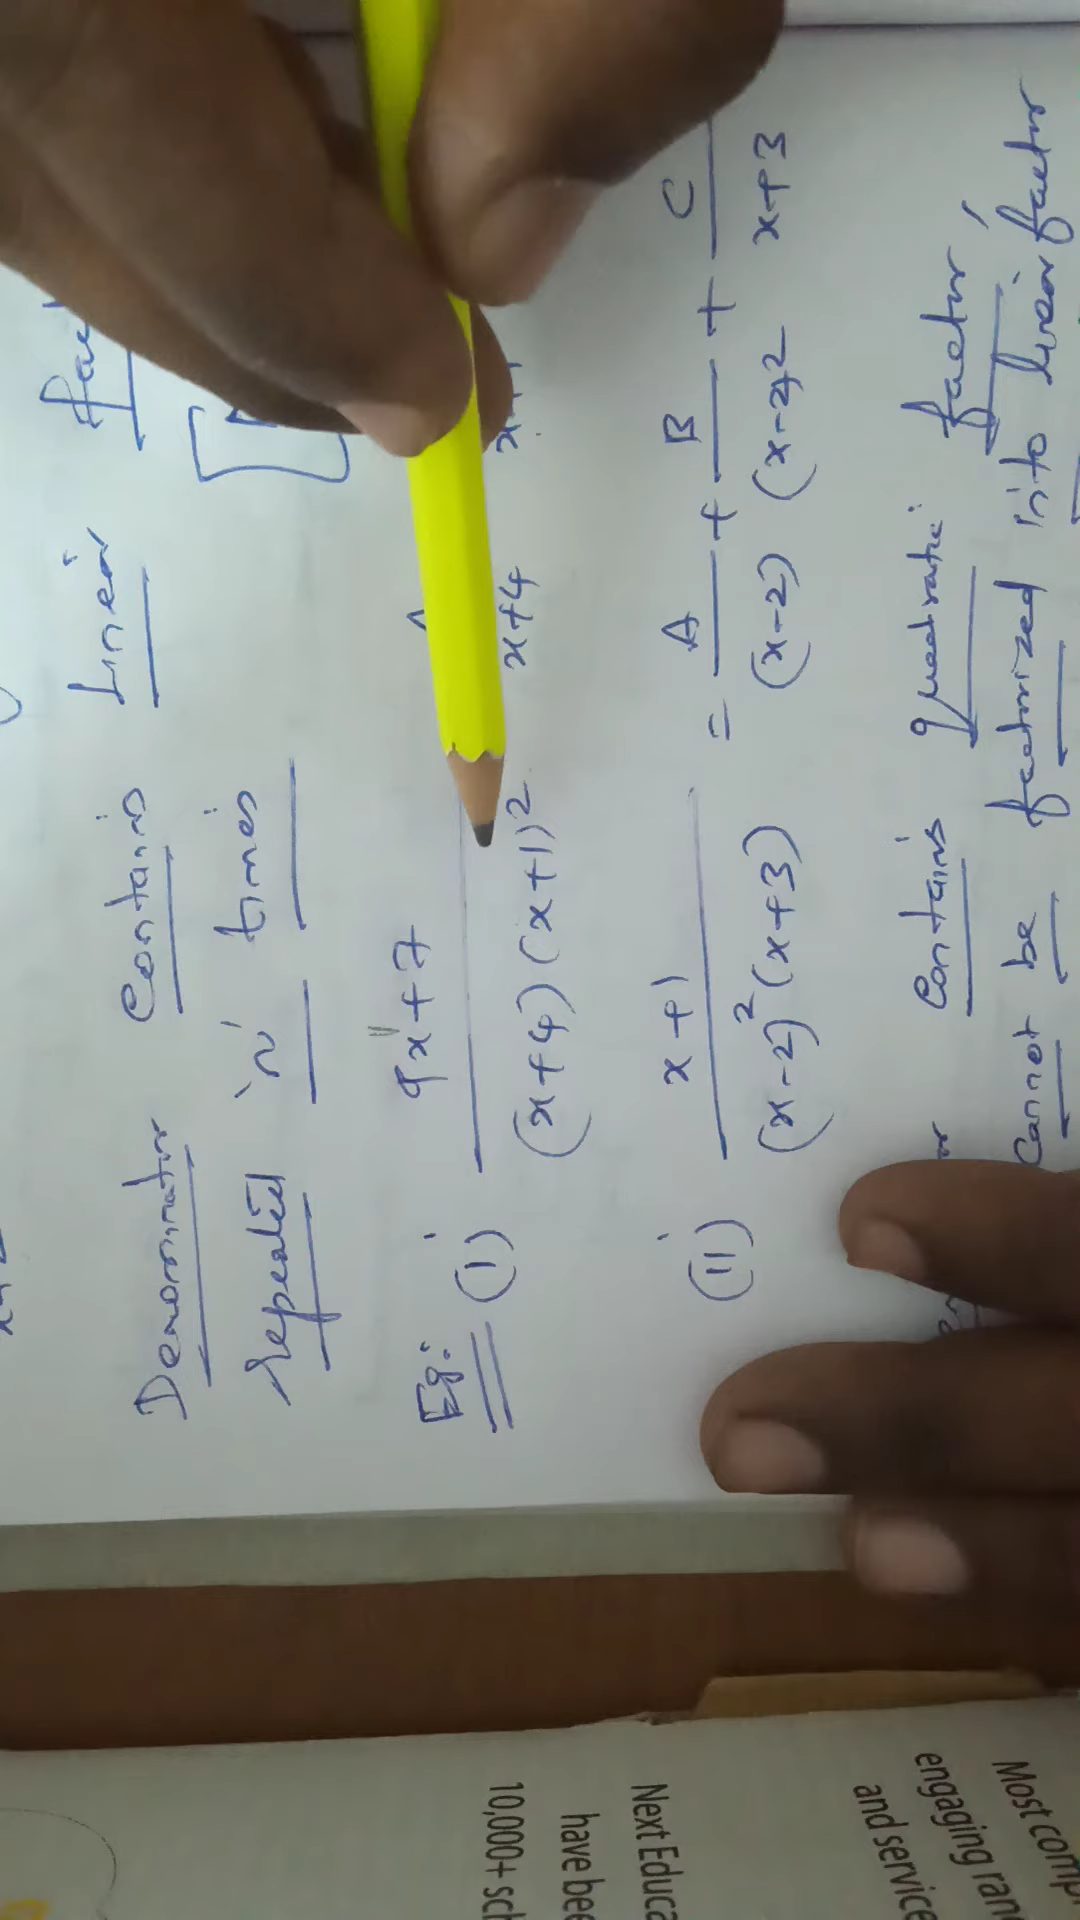 Denominator Contains linear
repeated 'n' times
Eg: (i) 9x+7
(x+4) (x+1)² x+4
(ii) x+1 = A + B + C
(x-2)² (x+3) (x-2) (x-2)² x+3
Contains quadratic factor,
Cannot be factorized into linear factor
Most comp
engaging ran
and service
Next Educa
have bee
10,000+ sch